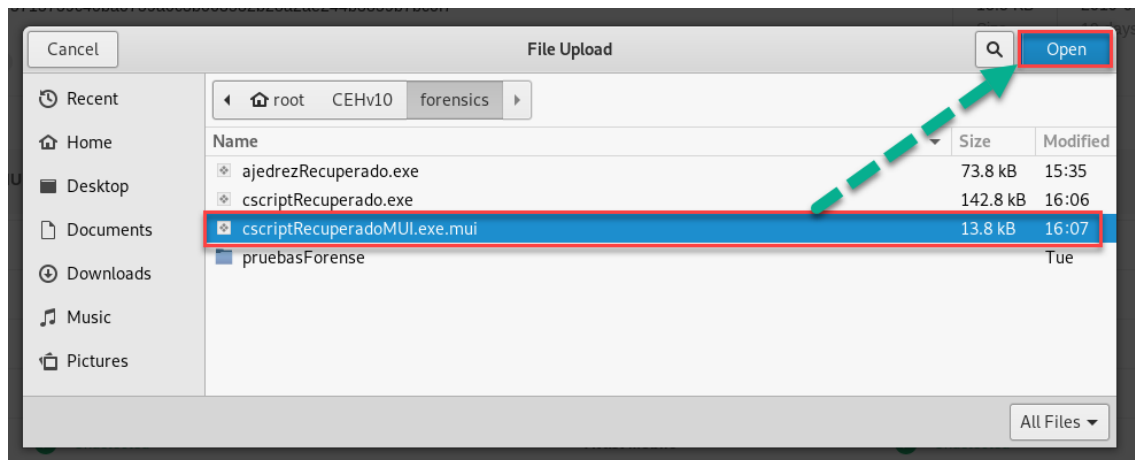 Cancel File Upload Open
Recent
Home
Desktop
Documents
Downloads
Music
Pictures
root CEHv10 forensics
Name Size Modified
ajedrezRecuperado.exe 73.8 kB 15:35
cscriptRecuperado.exe 142.8 kB 16:06
cscriptRecuperadoMUI.exe.mui 13.8 kB 16:07
pruebasForense Tue
All Files